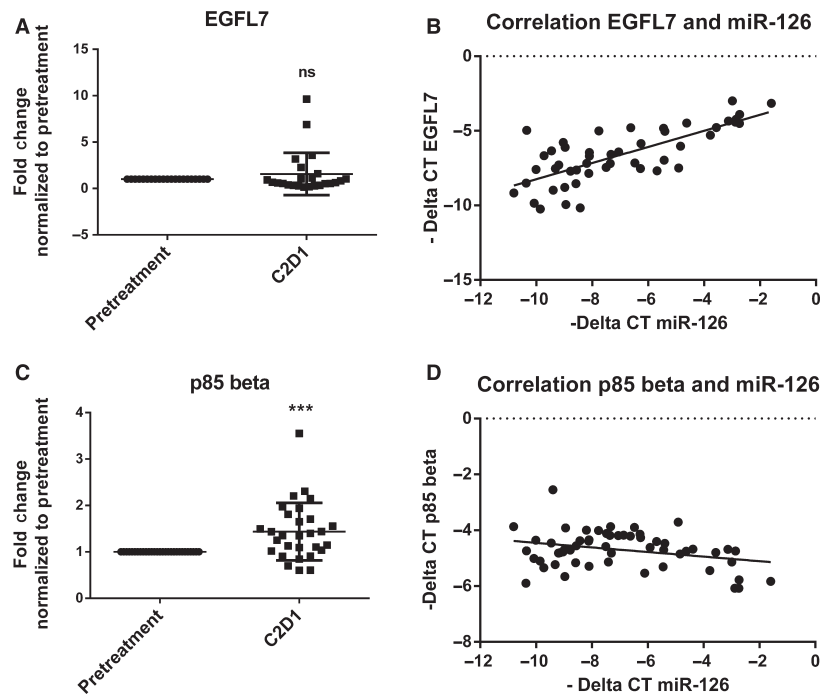 A
EGFL7
Fold change
normalized to pretreatment
15
10
5
0
–5
ns
Pretreatment
C2D1
B
Correlation EGFL7 and miR-126
- Delta CT EGFL7
0
–5
–10
–15
–12
–10
–8
–6
–4
–2
0
-Delta CT miR-126
C
p85 beta
Fold change
normalized to pretreatment
4
3
2
1
0
***
Pretreatment
C2D1
D
Correlation p85 beta and miR-126
-Delta CT p85 beta
0
–2
–4
–6
–8
–12
–10
–8
–6
–4
–2
0
- Delta CT miR-126